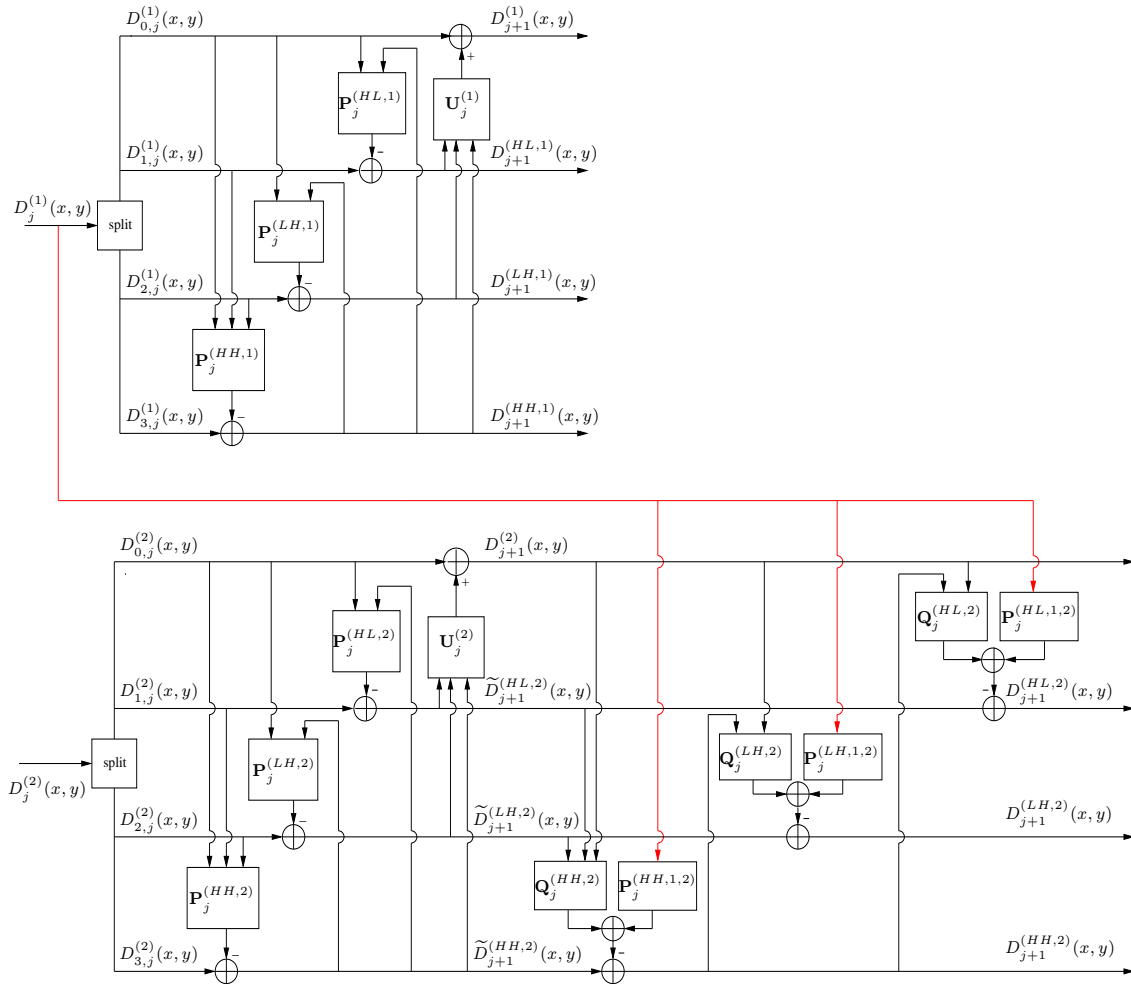 D_{0,j}^{(1)}(x, y)
D_{j+1}^{(1)}(x, y)
+
P_j^{(HL,1)}
U_j^{(1)}
-
D_{1,j}^{(1)}(x, y)
D_{j+1}^{(HL,1)}(x, y)
D_j^{(1)}(x, y)
split
P_j^{(LH,1)}
-
D_{2,j}^{(1)}(x, y)
D_{j+1}^{(LH,1)}(x, y)
P_j^{(HH,1)}
-
D_{3,j}^{(1)}(x, y)
D_{j+1}^{(HH,1)}(x, y)
D_{0,j}^{(2)}(x, y)
D_{j+1}^{(2)}(x, y)
+
P_j^{(HL,2)}
U_j^{(2)}
Q_j^{(HL,2)}
P_j^{(HL,1,2)}
-
-
D_{1,j}^{(2)}(x, y)
\widetilde{D}_{j+1}^{(HL,2)}(x, y)
D_{j+1}^{(HL,2)}(x, y)
split
D_j^{(2)}(x, y)
P_j^{(LH,2)}
Q_j^{(LH,2)}
P_j^{(LH,1,2)}
-
-
D_{2,j}^{(2)}(x, y)
\widetilde{D}_{j+1}^{(LH,2)}(x, y)
D_{j+1}^{(LH,2)}(x, y)
P_j^{(HH,2)}
Q_j^{(HH,2)}
P_j^{(HH,1,2)}
-
-
D_{3,j}^{(2)}(x, y)
\widetilde{D}_{j+1}^{(HH,2)}(x, y)
D_{j+1}^{(HH,2)}(x, y)